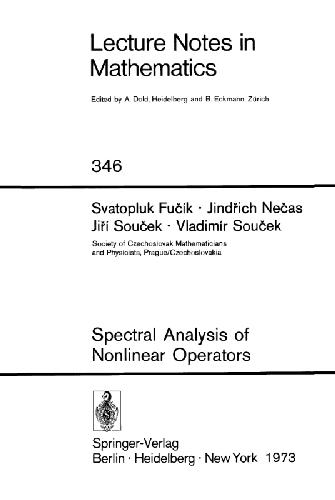 Lecture Notes in
Mathematics
Edited by A. Dold, Heidelberg and B. Eckmann Zürich
346
Svatopluk Fučík · Jindřich Nečas
Jiří Souček · Vladimír Souček
Society of Czechoslovak Mathematicians
and Physicists, Prague/Czechoslovakia
Spectral Analysis of
Nonlinear Operators
Springer-Verlag
Berlin · Heidelberg · New York 1973